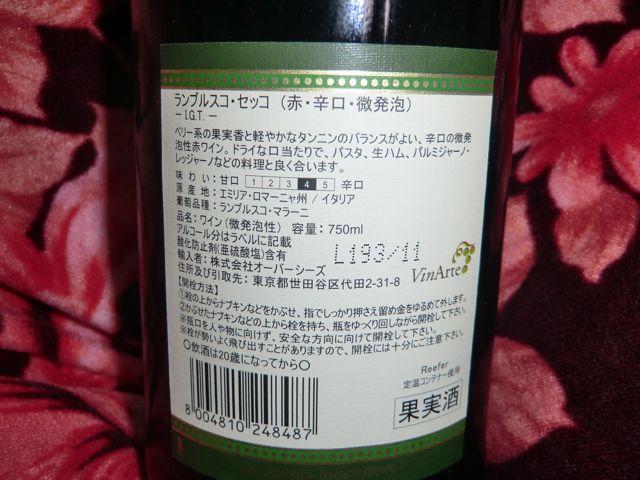 ランブルスコ・セッコ（赤・辛口・微発泡）
－ I.G.T. －
ベリー系の果実香と軽やかなタンニンのバランスがよい、辛口の微発
泡性赤ワイン。ドライな口当たりで、パスタ、生ハム、パルミジャーノ・
レッジャーノなどの料理と良く合います。
味わい：甘口 1 2 3 4 5 辛口
原産地：エミリア・ロマーニャ州 / イタリア
葡萄品種：ランブルスコ・マラーニ
品名：ワイン（微発泡性） 容量：750ml
アルコール分はラベルに記載
酸化防止剤(亜硫酸塩)含有
L193/11
VinArte
輸入者：株式会社オーバーシーズ
住所及び引取先：東京都世田谷区代田2-31-8
【開栓方法】
①栓の上からナプキンなどをかぶせ、指でしっかり押さえ留め金をゆるめて外します。
②かぶせたナプキンなどの上から栓を持ち、瓶をゆっくり回しながら開栓して下さい。
※瓶口を人や物に向けず、安全な方向に向けて開栓して下さい。
※栓が勢いよく飛び出すことがありますので、開栓には十分にご注意下さい。
○飲酒は20歳になってから○
8 004810 248487
Reefer
定温コンテナー使用
果実酒